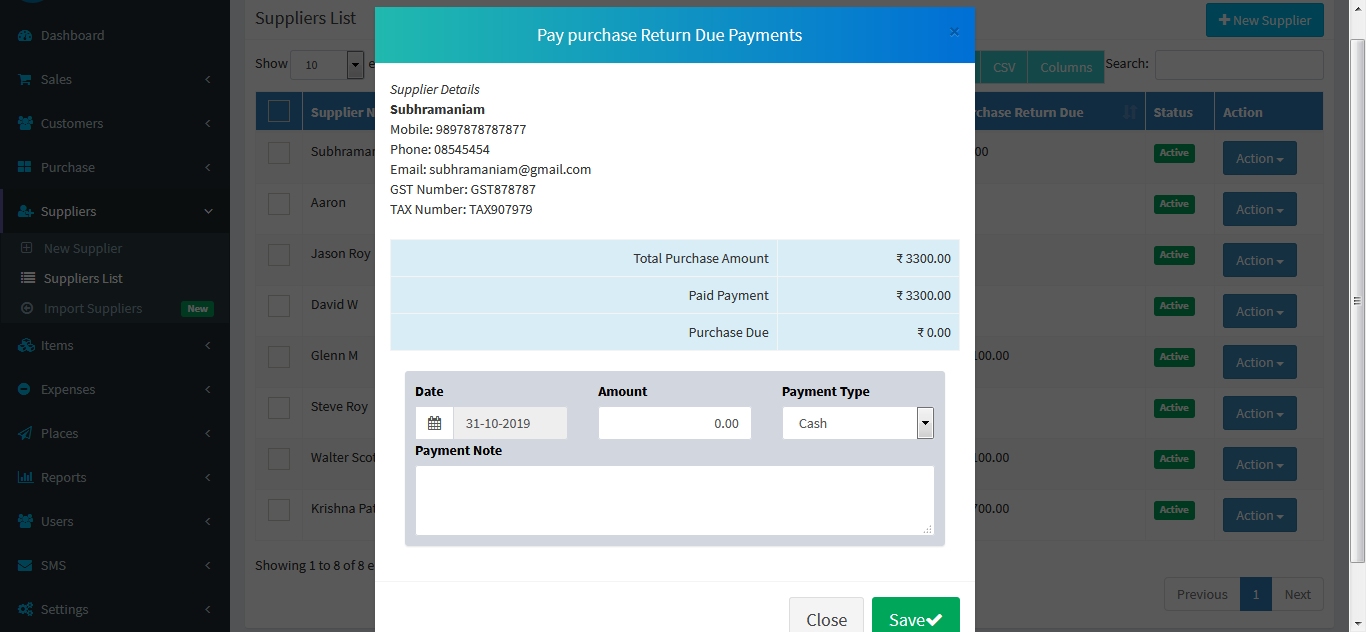 Dashboard
Sales
Customers
Purchase
Suppliers
New Supplier
Suppliers List
Import Suppliers New
Items
Expenses
Places
Reports
Users
SMS
Settings
Suppliers List
New Supplier
Show 10 e
CSV Columns Search:
Supplier N
chase Return Due Status Action
Subhramar 00 Active Action
Aaron Active Action
Jason Roy Active Action
David W Active Action
Glenn M 100.00 Active Action
Steve Roy Active Action
Walter Scot 100.00 Active Action
Krishna Pat 700.00 Active Action
Showing 1 to 8 of 8 e
Previous 1 Next
Pay purchase Return Due Payments ×
Supplier Details
Subhramaniam
Mobile: 9897878787877
Phone: 08545454
Email: subhramaniam@gmail.com
GST Number: GST878787
TAX Number: TAX907979
Total Purchase Amount ₹ 3300.00
Paid Payment ₹ 3300.00
Purchase Due ₹ 0.00
Date Amount Payment Type
31-10-2019 0.00 Cash
Payment Note
Close Save